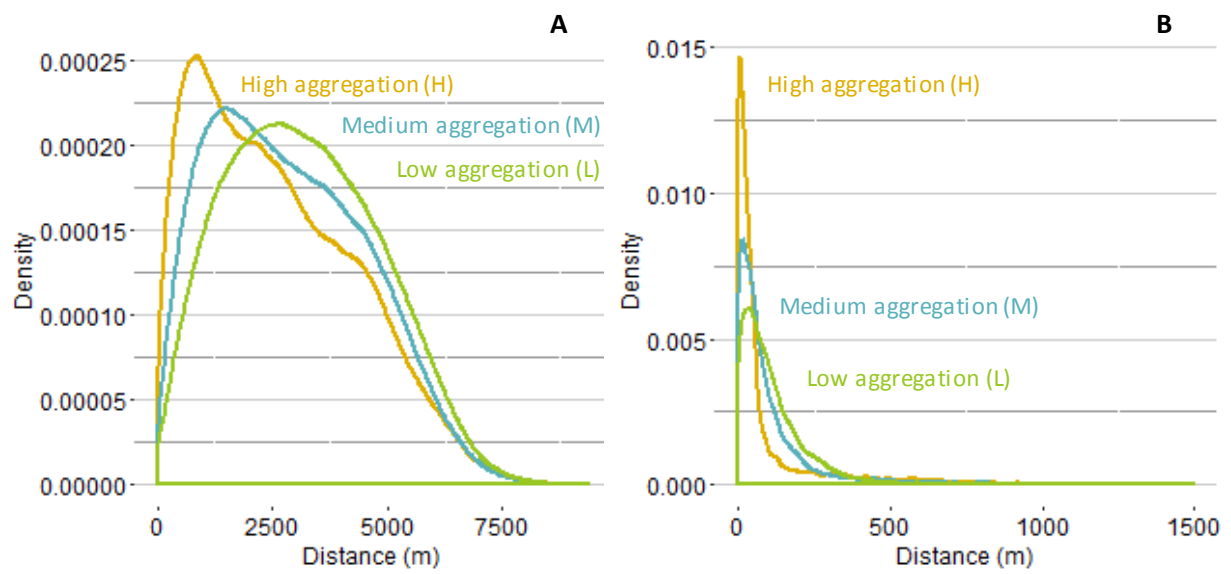 A
0.00025
High aggregation (H)
Medium aggregation (M)
0.00020
Low aggregation (L)
0.00015
Density
0.00010
0.00005
0.00000
0 2500 5000 7500
Distance (m)
B
0.015
High aggregation (H)
0.010
Density
Medium aggregation (M)
0.005
Low aggregation (L)
0.000
0 500 1000 1500
Distance (m)